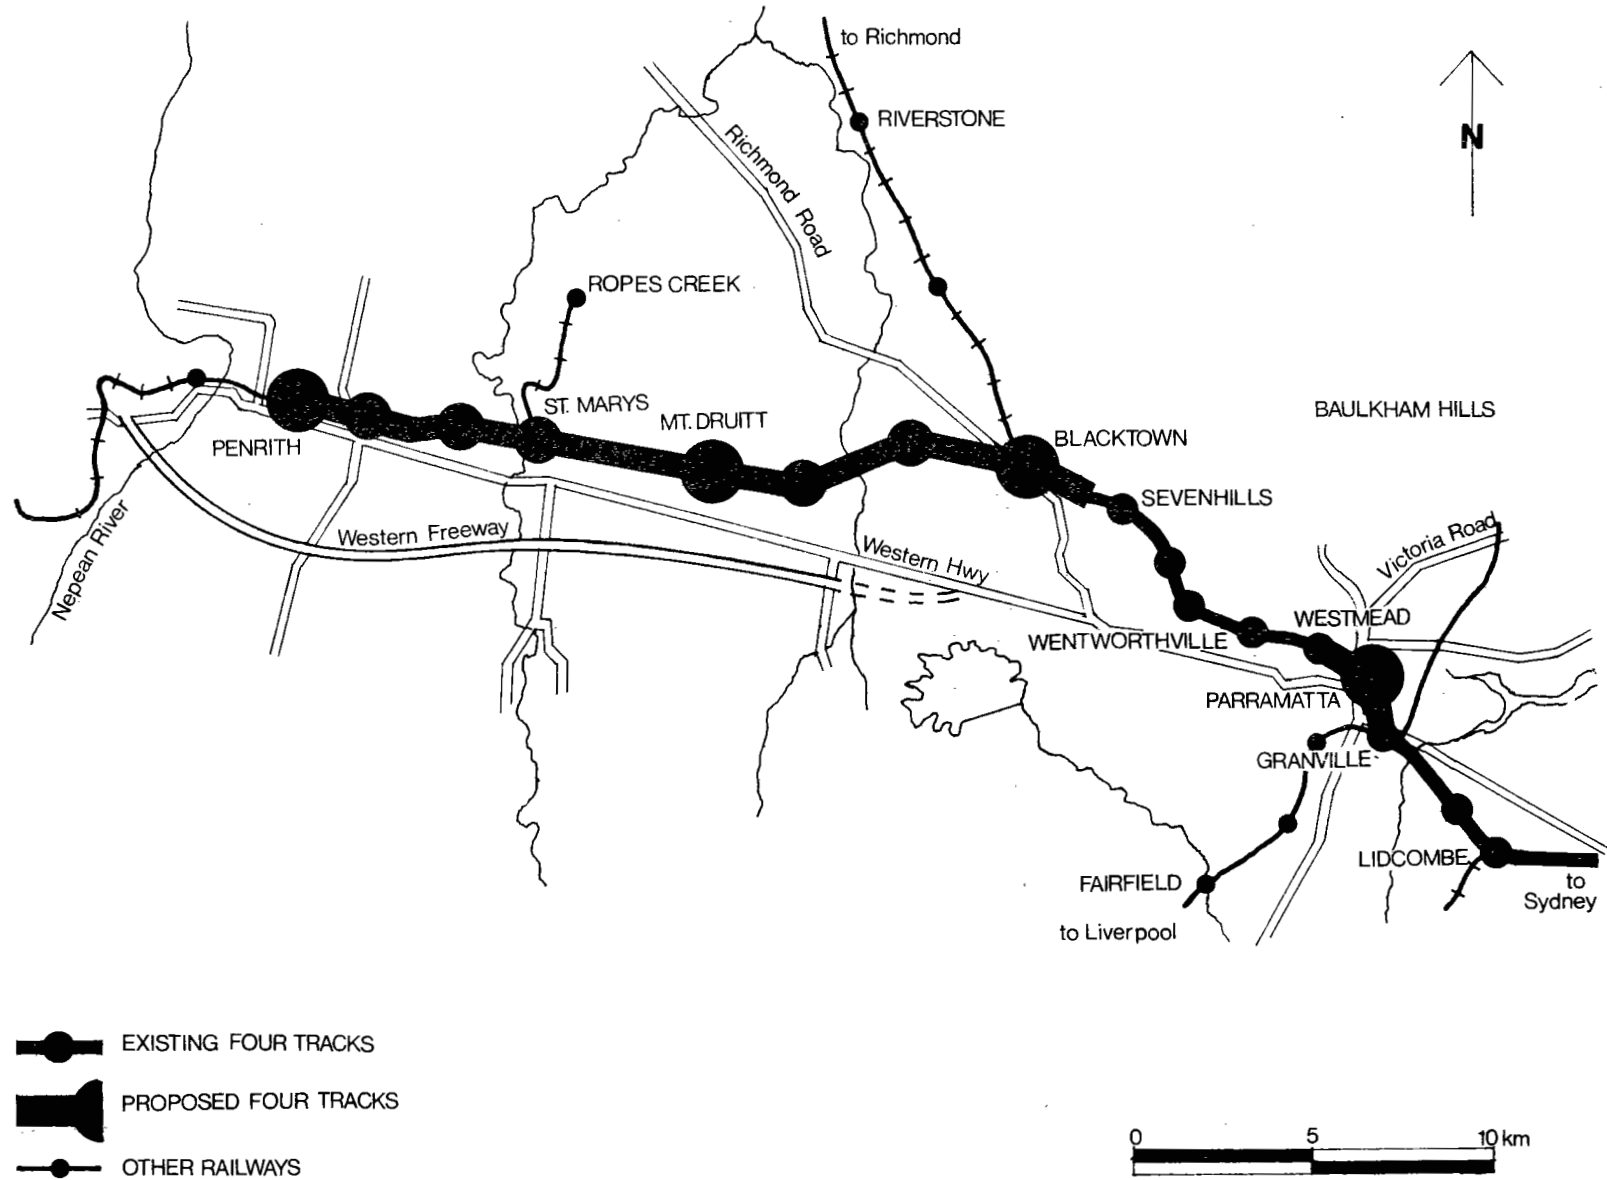 to Richmond
RIVERSTONE
N
Richmond Road
ROPES CREEK
ST. MARYS
MT. DRUITT
BAULKHAM HILLS
PENRITH
BLACKTOWN
SEVENHILLS
Nepean River
Western Freeway
Western Hwy
Victoria Road
WESTMEAD
WENTWORTHVILLE
PARRAMATTA
GRANVILLE
LIDCOMBE
FAIRFIELD
to
Sydney
to Liverpool
EXISTING FOUR TRACKS
PROPOSED FOUR TRACKS
OTHER RAILWAYS
0 5 10 km